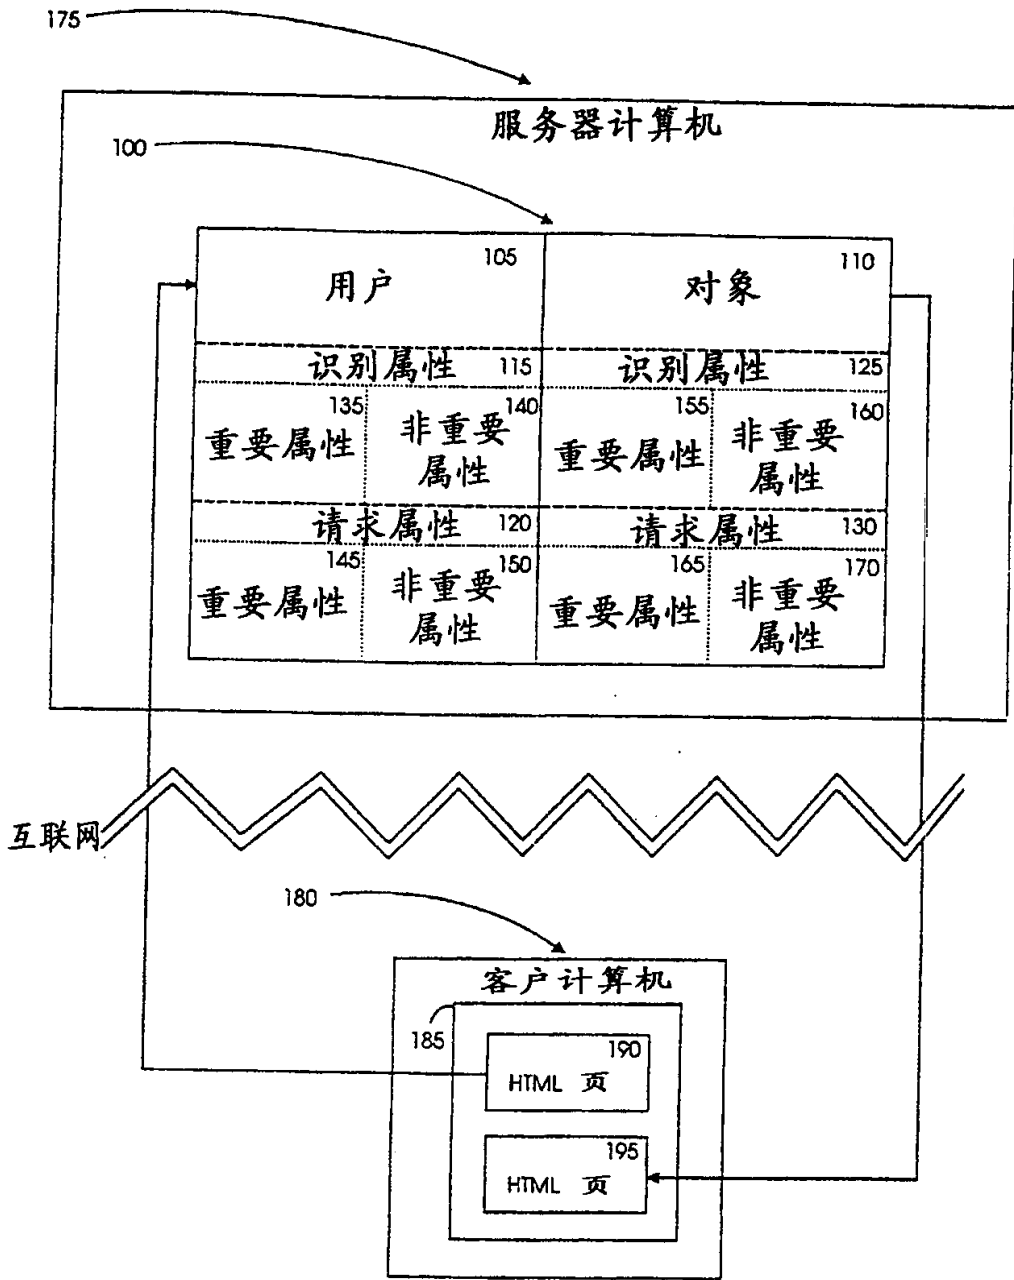 175
服务器计算机
100
用户 105
对象 110
识别属性 115
识别属性 125
重要属性 135
非重要 140
属性
重要属性 155
非重要 160
属性
请求属性 120
请求属性 130
重要属性 145
非重要 150
属性
重要属性 165
非重要 170
属性
互联网
180
客户计算机
185
190
HTML 页
195
HTML 页